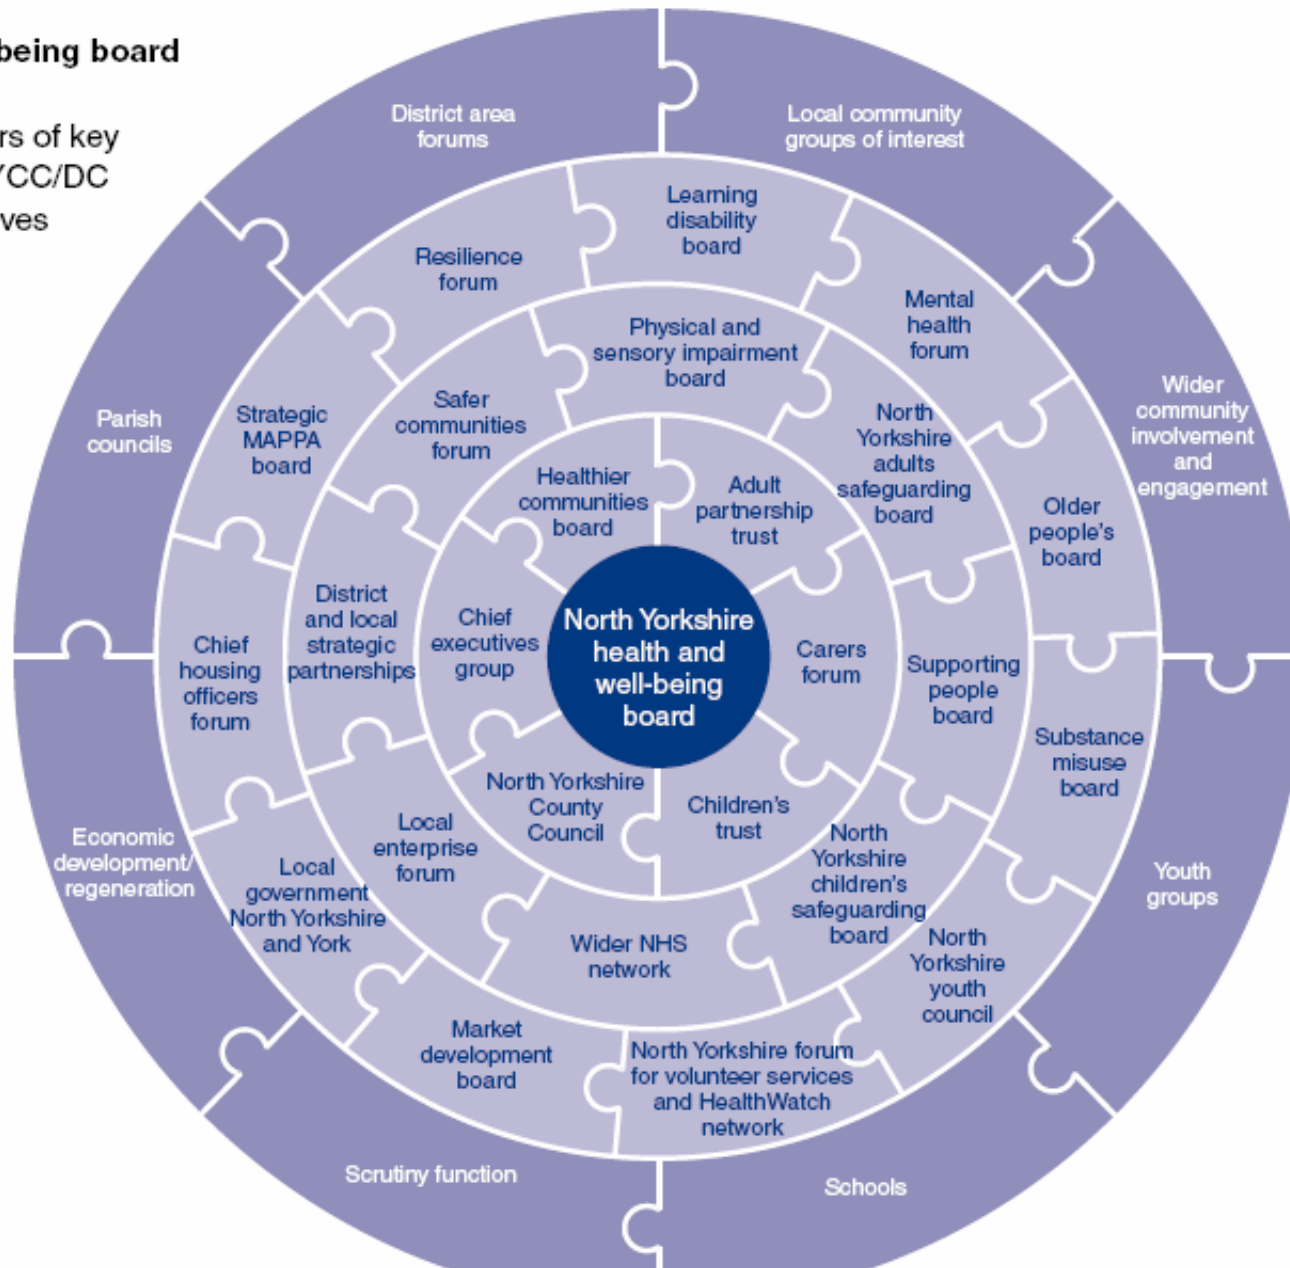 being board
rs of key
YCC/DC
ves
District area
forums
Local community
groups of interest
Learning
disability
board
Resilience
forum
Mental
health
forum
Physical and
sensory impairment
board
Wider
community
involvement
and
engagement
Parish
councils
Strategic
MAPPA
board
Safer
communities
forum
North
Yorkshire
adults
safeguarding
board
Healthier
communities
board
Adult
partnership
trust
Older
people's
board
District
and local
strategic
partnerships
Chief
executives
group
North Yorkshire
health and
well-being
board
Carers
forum
Supporting
people
board
Chief
housing
officers
forum
Substance
misuse
board
North Yorkshire
County
Council
Children's
trust
Economic
development/
regeneration
Local
enterprise
forum
North
Yorkshire
children's
safeguarding
board
Youth
groups
Local
government
North Yorkshire
and York
Wider NHS
network
North
Yorkshire
youth
council
Market
development
board
North Yorkshire forum
for volunteer services
and HealthWatch
network
Scrutiny function
Schools